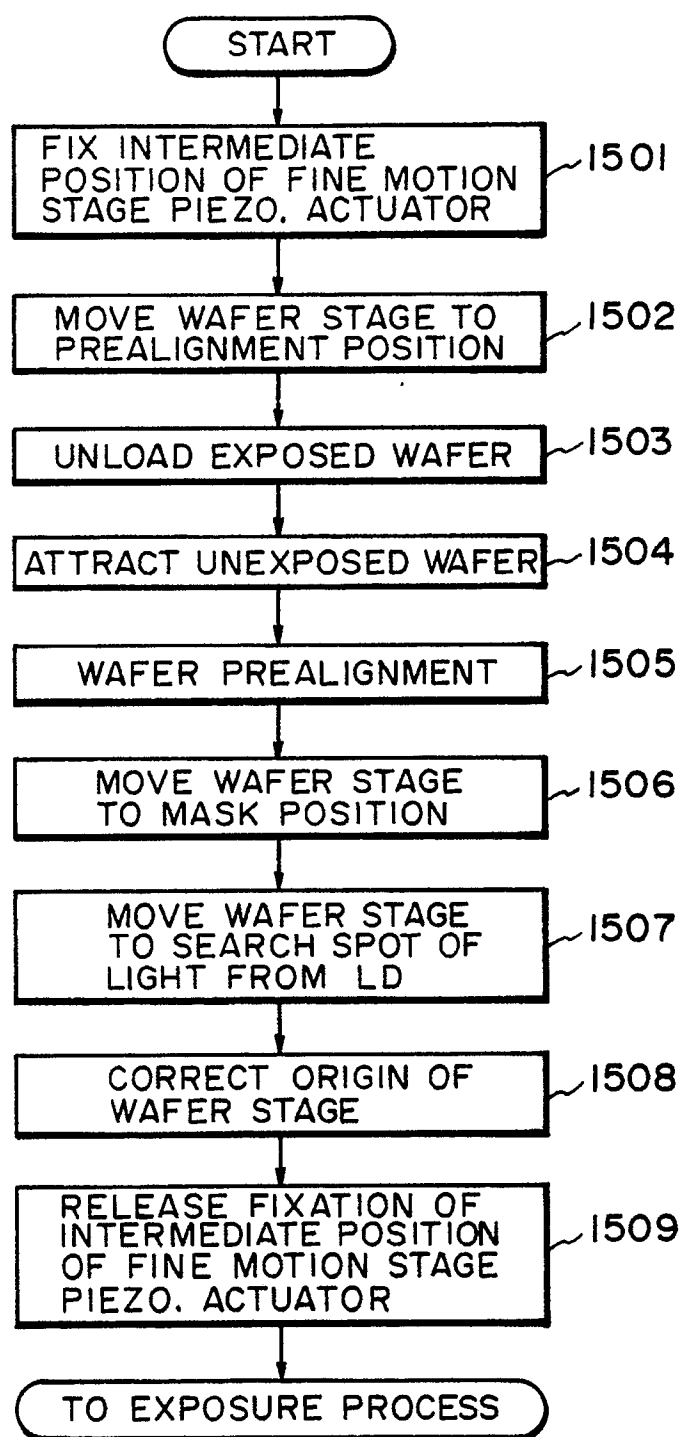 START
FIX INTERMEDIATE
POSITION OF FINE MOTION
STAGE PIEZO. ACTUATOR
1501
MOVE WAFER STAGE TO
PREALIGNMENT POSITION
1502
UNLOAD EXPOSED WAFER
1503
ATTRACT UNEXPOSED WAFER
1504
WAFER PREALIGNMENT
1505
MOVE WAFER STAGE
TO MASK POSITION
1506
MOVE WAFER STAGE
TO SEARCH SPOT OF
LIGHT FROM LD
1507
CORRECT ORIGIN OF
WAFER STAGE
1508
RELEASE FIXATION OF
INTERMEDIATE POSITION
OF FINE MOTION STAGE
PIEZO. ACTUATOR
1509
TO EXPOSURE PROCESS